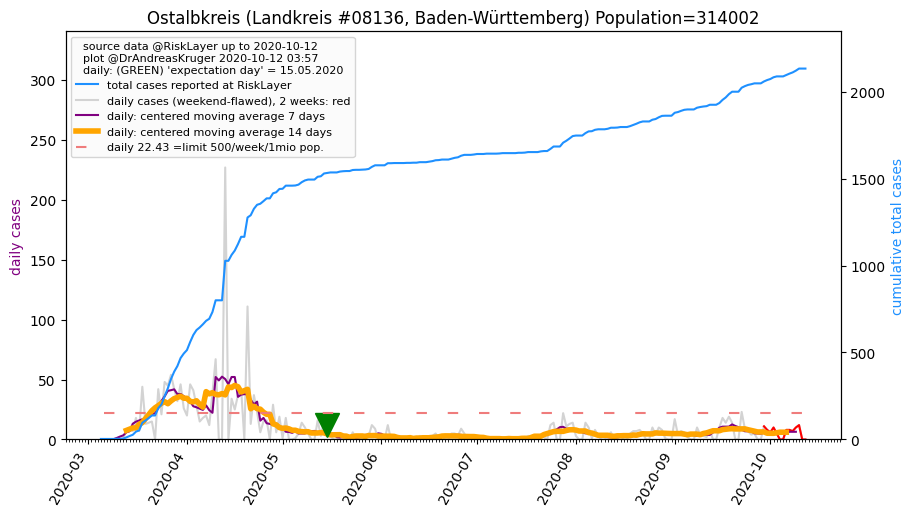 Ostalbkreis (Landkreis #08136, Baden-Württemberg) Population=314002
source data @RiskLayer up to 2020-10-12
plot @DrAndreasKruger 2020-10-12 03:57
daily: (GREEN) 'expectation day' = 15.05.2020
total cases reported at RiskLayer
daily cases (weekend-flawed), 2 weeks: red
daily: centered moving average 7 days
daily: centered moving average 14 days
daily 22.43 =limit 500/week/1mio pop.
daily cases
300
250
200
150
100
50
0
cumulative total cases
2000
1500
1000
500
0
2020-03
2020-04
2020-05
2020-06
2020-07
2020-08
2020-09
2020-10